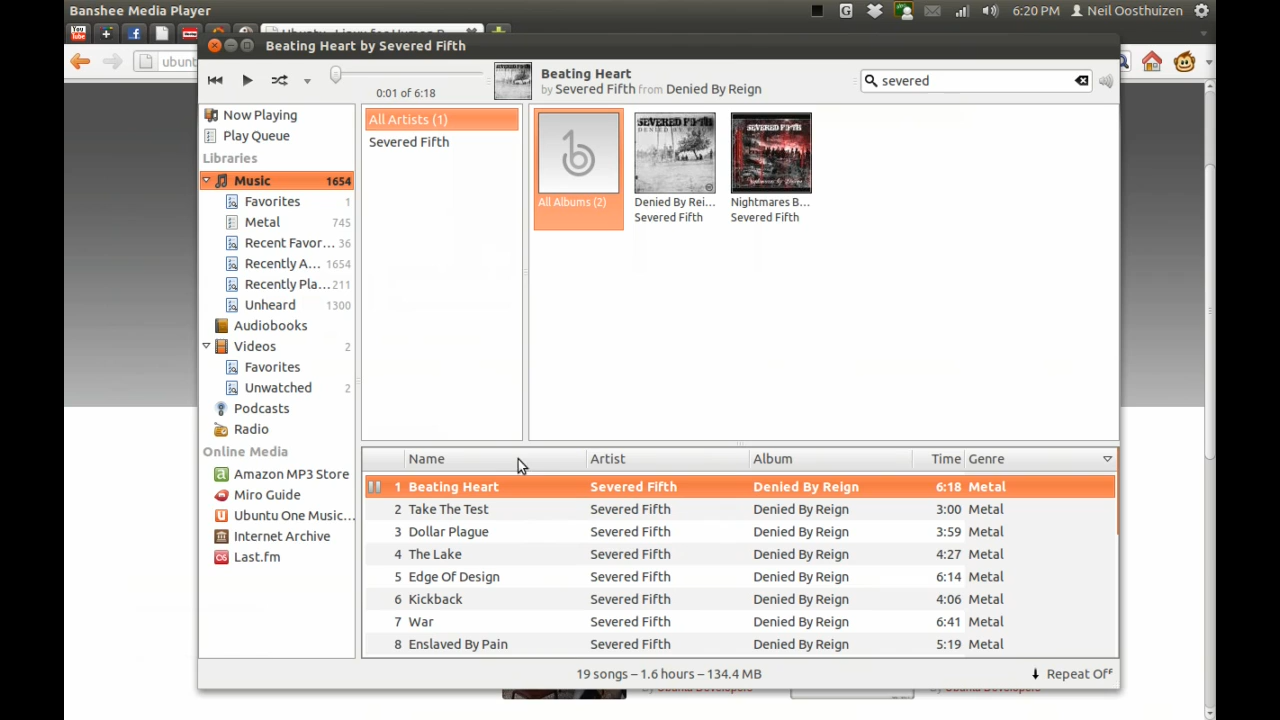 Banshee Media Player
G
6:20 PM
Neil Oosthuizen
You Tube
ubunt
Beating Heart by Severed Fifth
0:01 of 6:18
Beating Heart
by Severed Fifth from Denied By Reign
severed
Now Playing
Play Queue
Libraries
Music 1654
Favorites 1
Metal 745
Recent Favor... 36
Recently A... 1654
Recently Pla... 211
Unheard 1300
Audiobooks
Videos 2
Favorites
Unwatched 2
Podcasts
Radio
Online Media
Amazon MP3 Store
Miro Guide
Ubuntu One Music...
Internet Archive
Last.fm
All Artists (1)
Severed Fifth
All Albums (2)
SEVERED FIFTH
Denied By Rei...
Severed Fifth
SEVERED FIFTH
Nightmares B...
Severed Fifth
Name Artist Album Time Genre
1 Beating Heart Severed Fifth Denied By Reign 6:18 Metal
2 Take The Test Severed Fifth Denied By Reign 3:00 Metal
3 Dollar Plague Severed Fifth Denied By Reign 3:59 Metal
4 The Lake Severed Fifth Denied By Reign 4:27 Metal
5 Edge Of Design Severed Fifth Denied By Reign 6:14 Metal
6 Kickback Severed Fifth Denied By Reign 4:06 Metal
7 War Severed Fifth Denied By Reign 6:41 Metal
8 Enslaved By Pain Severed Fifth Denied By Reign 5:19 Metal
19 songs – 1.6 hours – 134.4 MB
Repeat Off